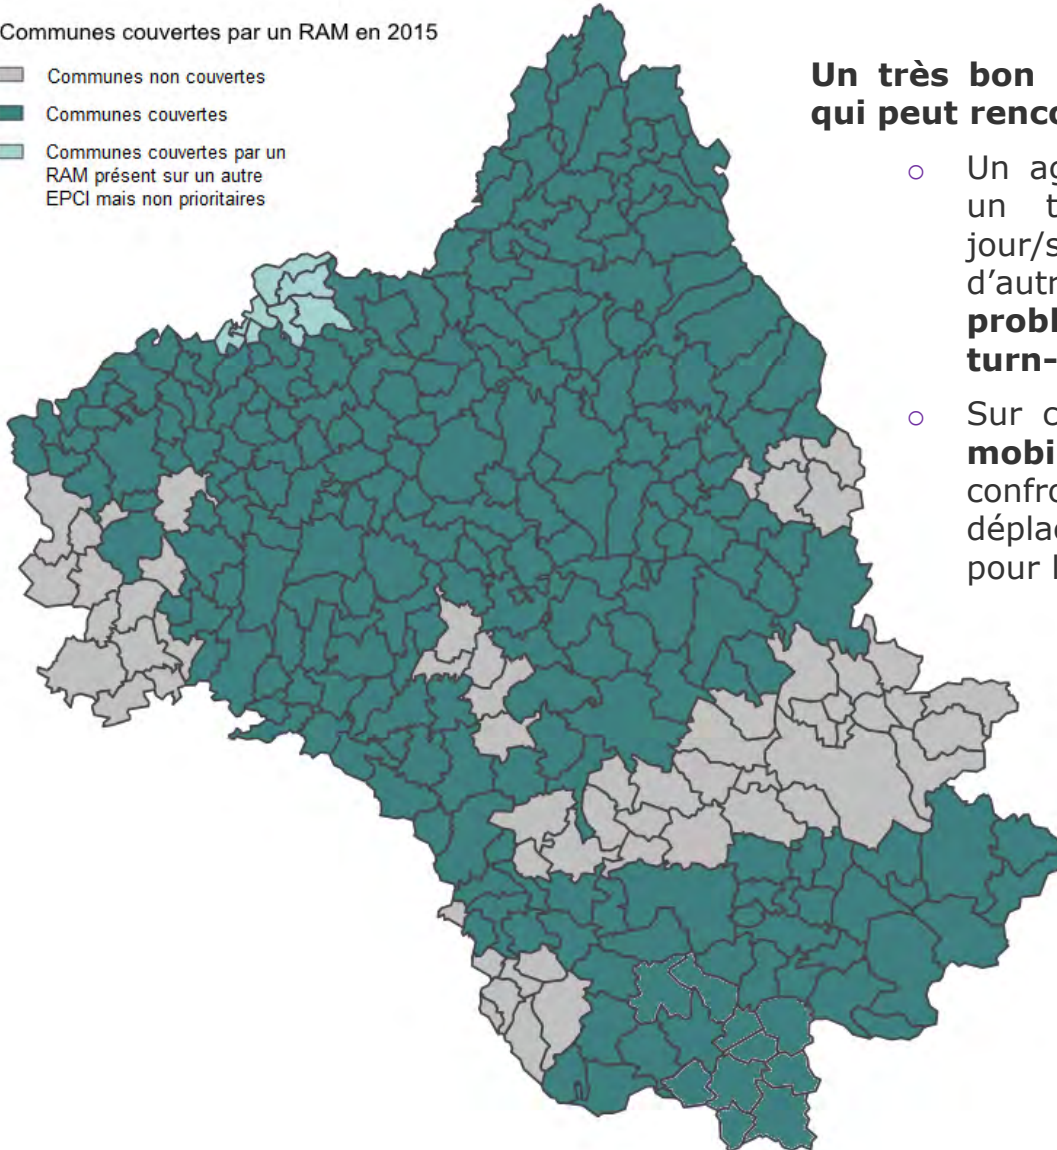 Communes couvertes par un RAM en 2015
Communes non couvertes
Communes couvertes
Communes couvertes par un
RAM présent sur un autre
EPCI mais non prioritaires
Un très bon
qui peut renco
o Un ag
un t
jour/s
d'autr
probl
turn-
o Sur c
mobi
confro
déplac
pour l